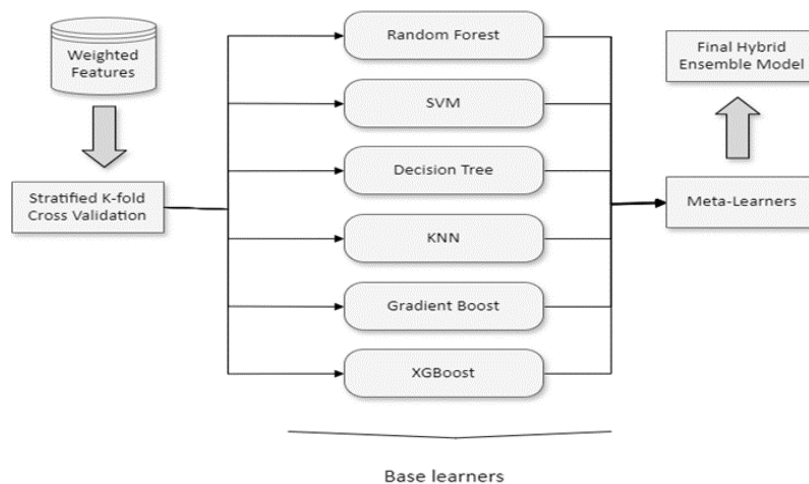 Weighted
Features
Stratified K-fold
Cross Validation
Random Forest
SVM
Decision Tree
KNN
Gradient Boost
XGBoost
Base learners
Meta-Learners
Final Hybrid
Ensemble Model